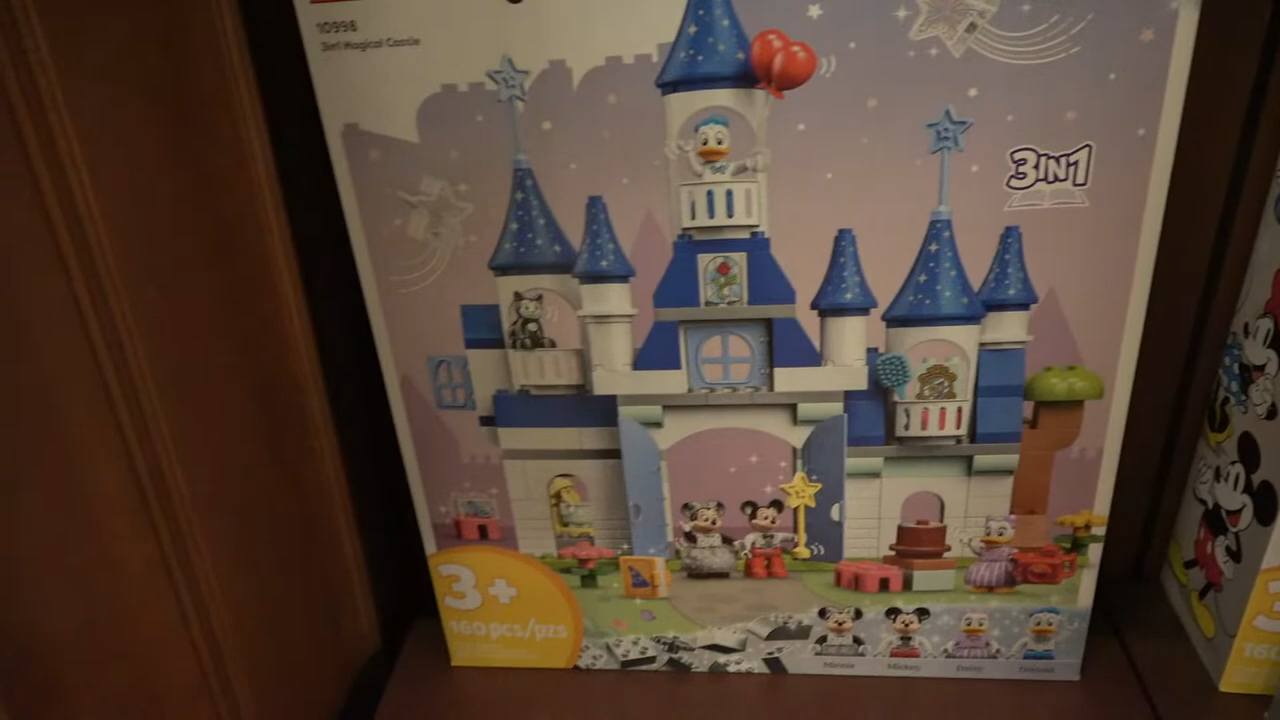 10998
3in1 Magical Castle
3IN1
3+
160 pcs/pzs
Minnie
Mickey
Daisy
Donald